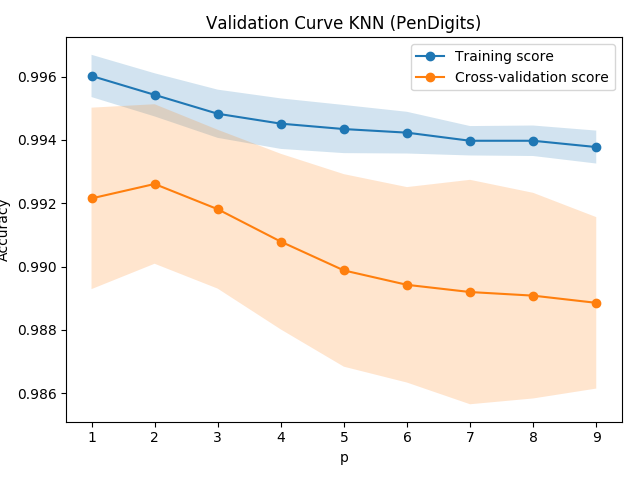 Validation Curve KNN (PenDigits)
Training score
Cross-validation score
0.996
0.994
0.992
0.990
0.988
0.986
Accuracy
1 2 3 4 5 6 7 8 9
p